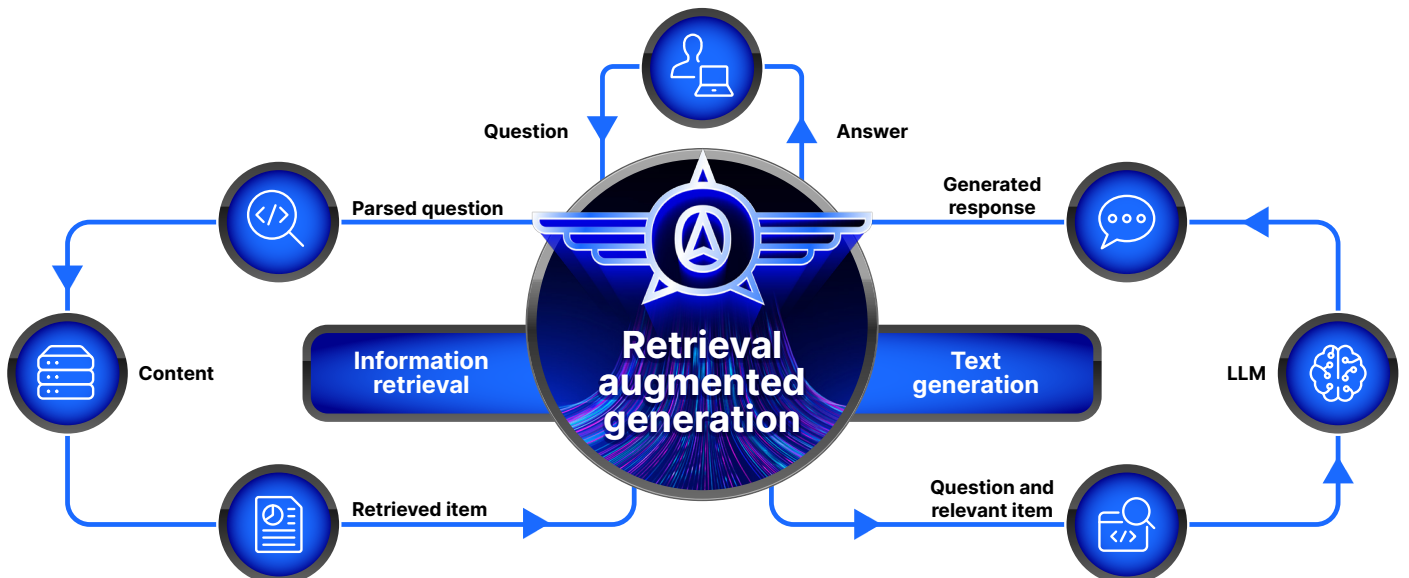 Question
Answer
Parsed question
Generated
response
Information
retrieval
Retrieval
augmented
generation
Text
generation
Content
LLM
Retrieved item
Question and
relevant item